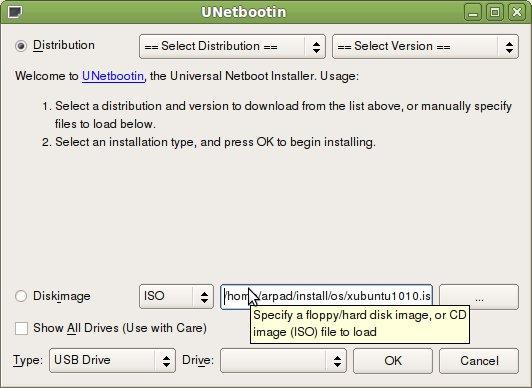 UNetbootin
Distribution == Select Distribution == == Select Version ==
Welcome to UNetbootin, the Universal Netboot Installer. Usage:
1. Select a distribution and version to download from the list above, or manually specify
files to load below.
2. Select an installation type, and press OK to begin installing.
Diskimage ISO /home/arpad/install/os/xubuntu1010.is ...
Specify a floppy/hard disk image, or CD
image (ISO) file to load
Show All Drives (Use with Care)
Type: USB Drive Drive: OK Cancel